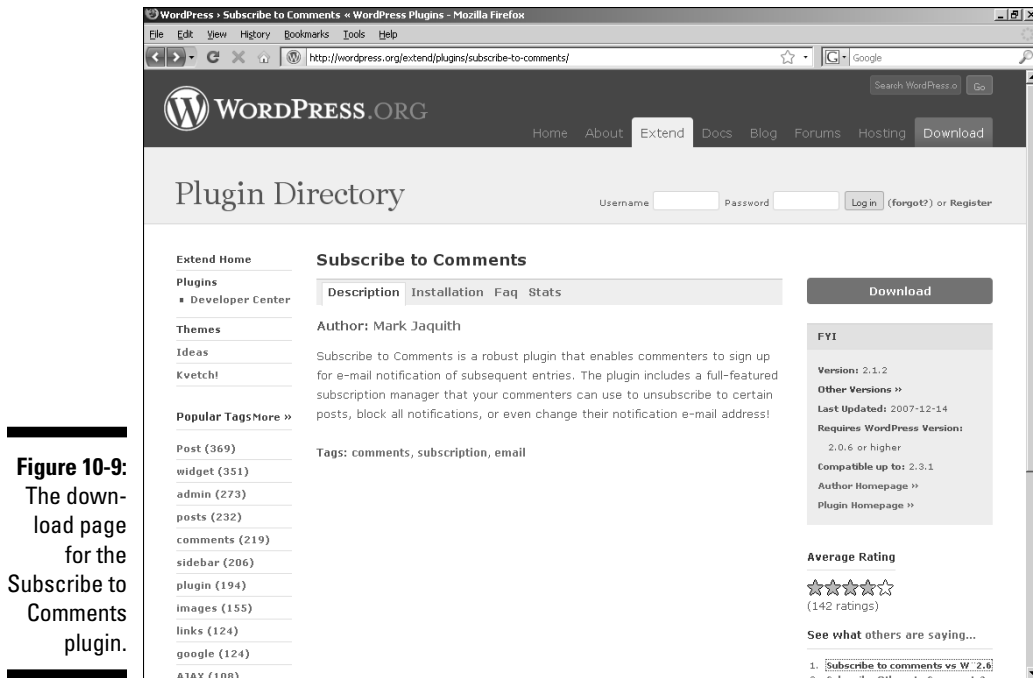 WordPress › Subscribe to Comments « WordPress Plugins - Mozilla Firefox
File Edit View History Bookmarks Tools Help
http://wordpress.org/extend/plugins/subscribe-to-comments/
Google
WORDPRESS.ORG
Search WordPress.o Go
Home About Extend Docs Blog Forums Hosting Download
Plugin Directory
Username Password Log in (forgot?) or Register
Extend Home
Plugins
Developer Center
Themes
Ideas
Kvetch!
Popular Tags More »
Post (369)
widget (351)
admin (273)
posts (232)
comments (219)
sidebar (206)
plugin (194)
images (155)
links (124)
google (124)
AJAX (108)
Subscribe to Comments
Description Installation Faq Stats
Author: Mark Jaquith
Subscribe to Comments is a robust plugin that enables commenters to sign up
for e-mail notification of subsequent entries. The plugin includes a full-featured
subscription manager that your commenters can use to unsubscribe to certain
posts, block all notifications, or even change their notification e-mail address!
Tags: comments, subscription, email
Download
FYI
Version: 2.1.2
Other Versions »
Last Updated: 2007-12-14
Requires WordPress Version:
2.0.6 or higher
Compatible up to: 2.3.1
Author Homepage »
Plugin Homepage »
Average Rating
(142 ratings)
See what others are saying...
1. Subscribe to comments vs W¨2.6
Figure 10-9:
The down-
load page
for the
Subscribe to
Comments
plugin.